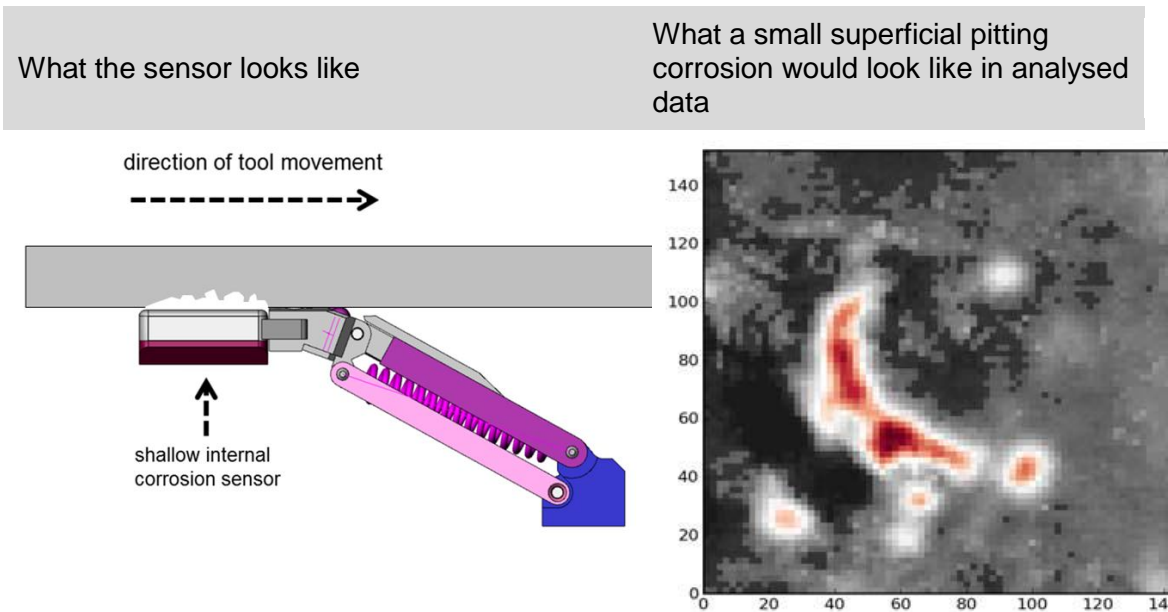 What the sensor looks like
What a small superficial pitting
corrosion would look like in analysed
data
direction of tool movement
shallow internal
corrosion sensor
140
120
100
80
60
40
20
0
0 20 40 60 80 100 120 14